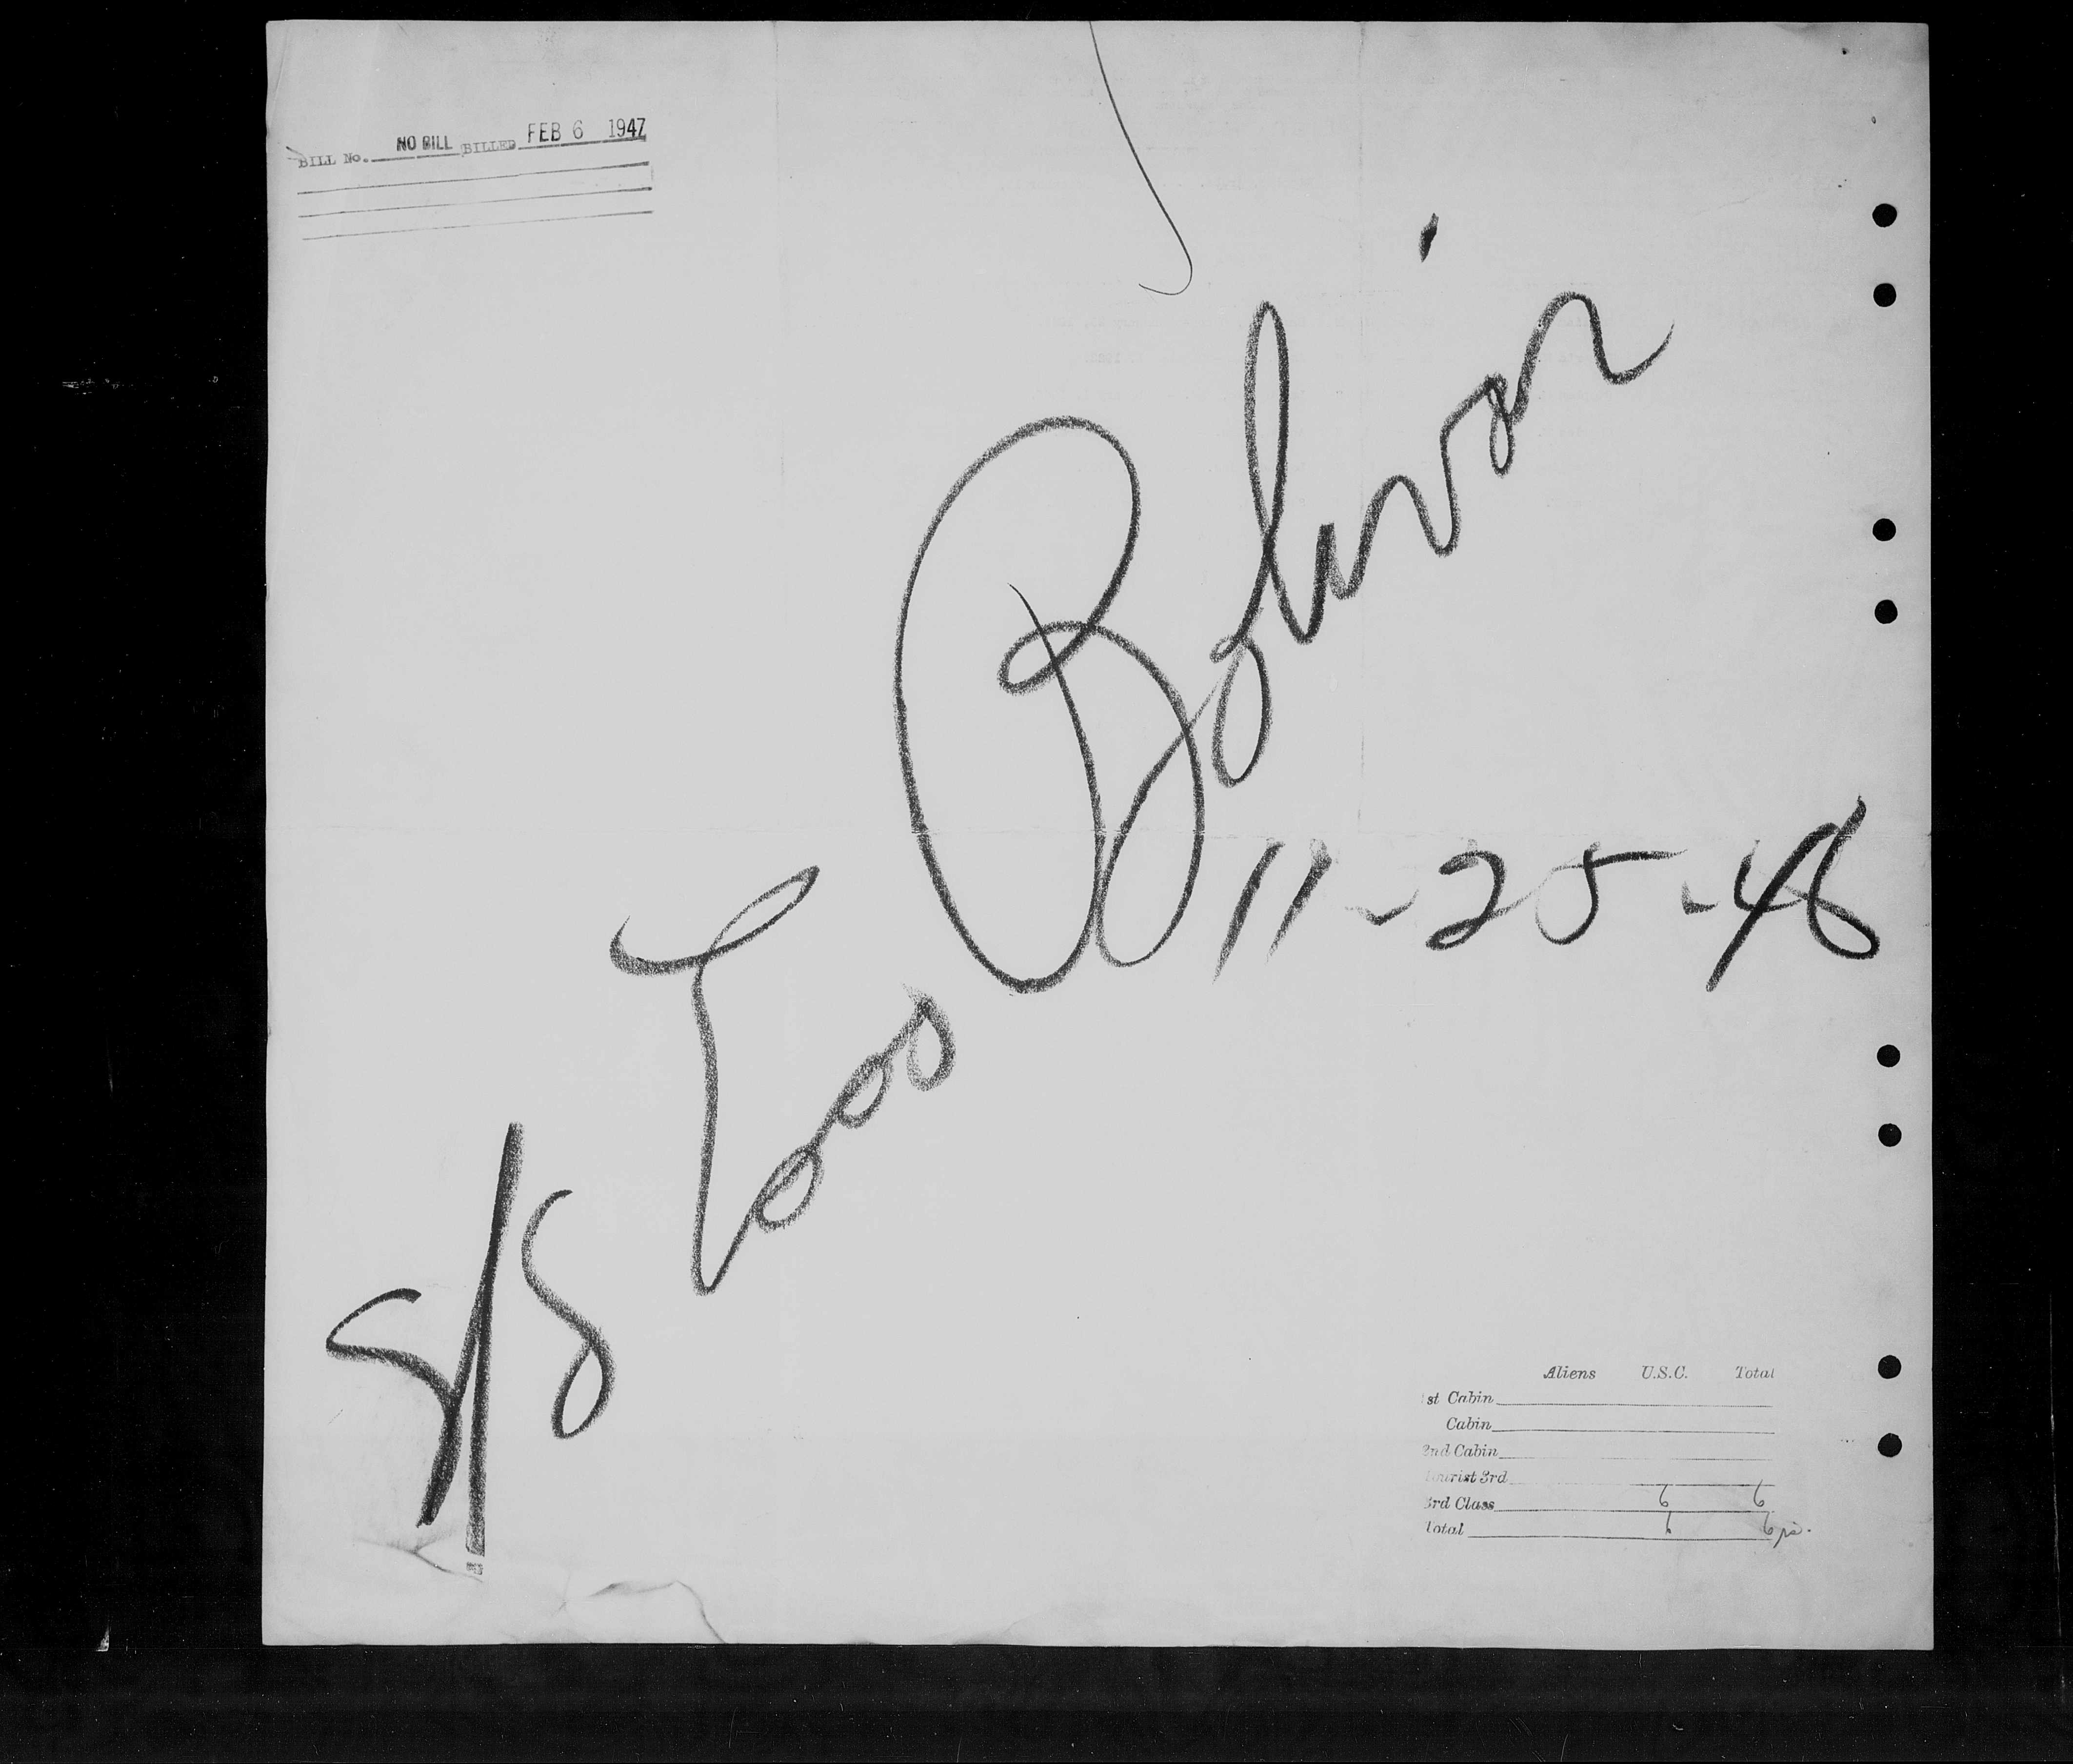 BILL No. NO BILL BILLED FEB 6 1947
S/S Coos Bolivar
11-25-46
Aliens U.S.C. Total
st Cabin
Cabin
2nd Cabin
Tourist 3rd
3rd Class 6 6
Total 6 6